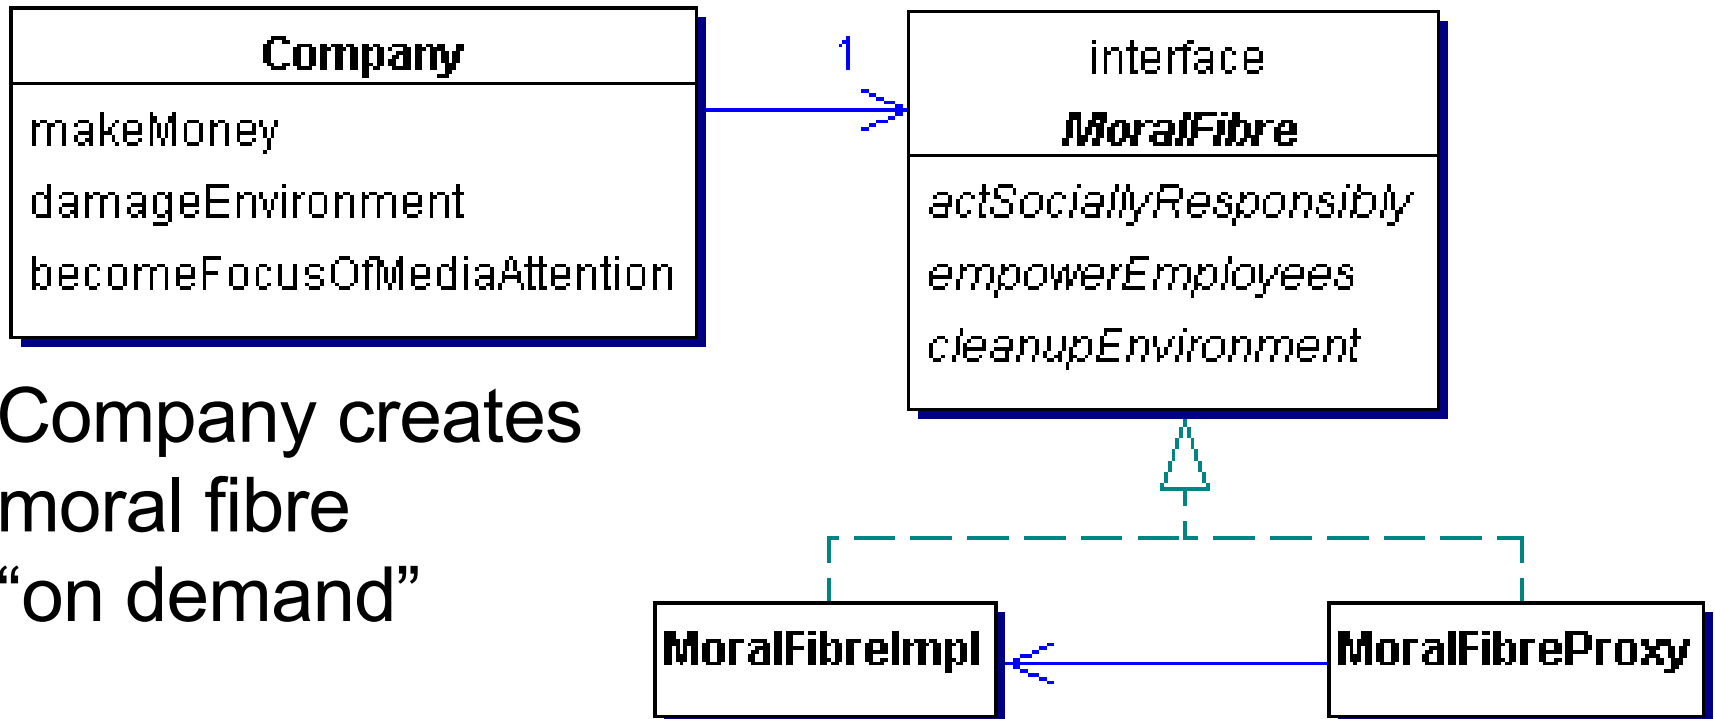 Company
makeMoney
damageEnvironment
becomeFocusOfMediaAttention
1
interface
MoralFibre
actSociallyResponsibly
empowerEmployees
cleanupEnvironment
Company creates
moral fibre
“on demand”
MoralFibreImpl
MoralFibreProxy